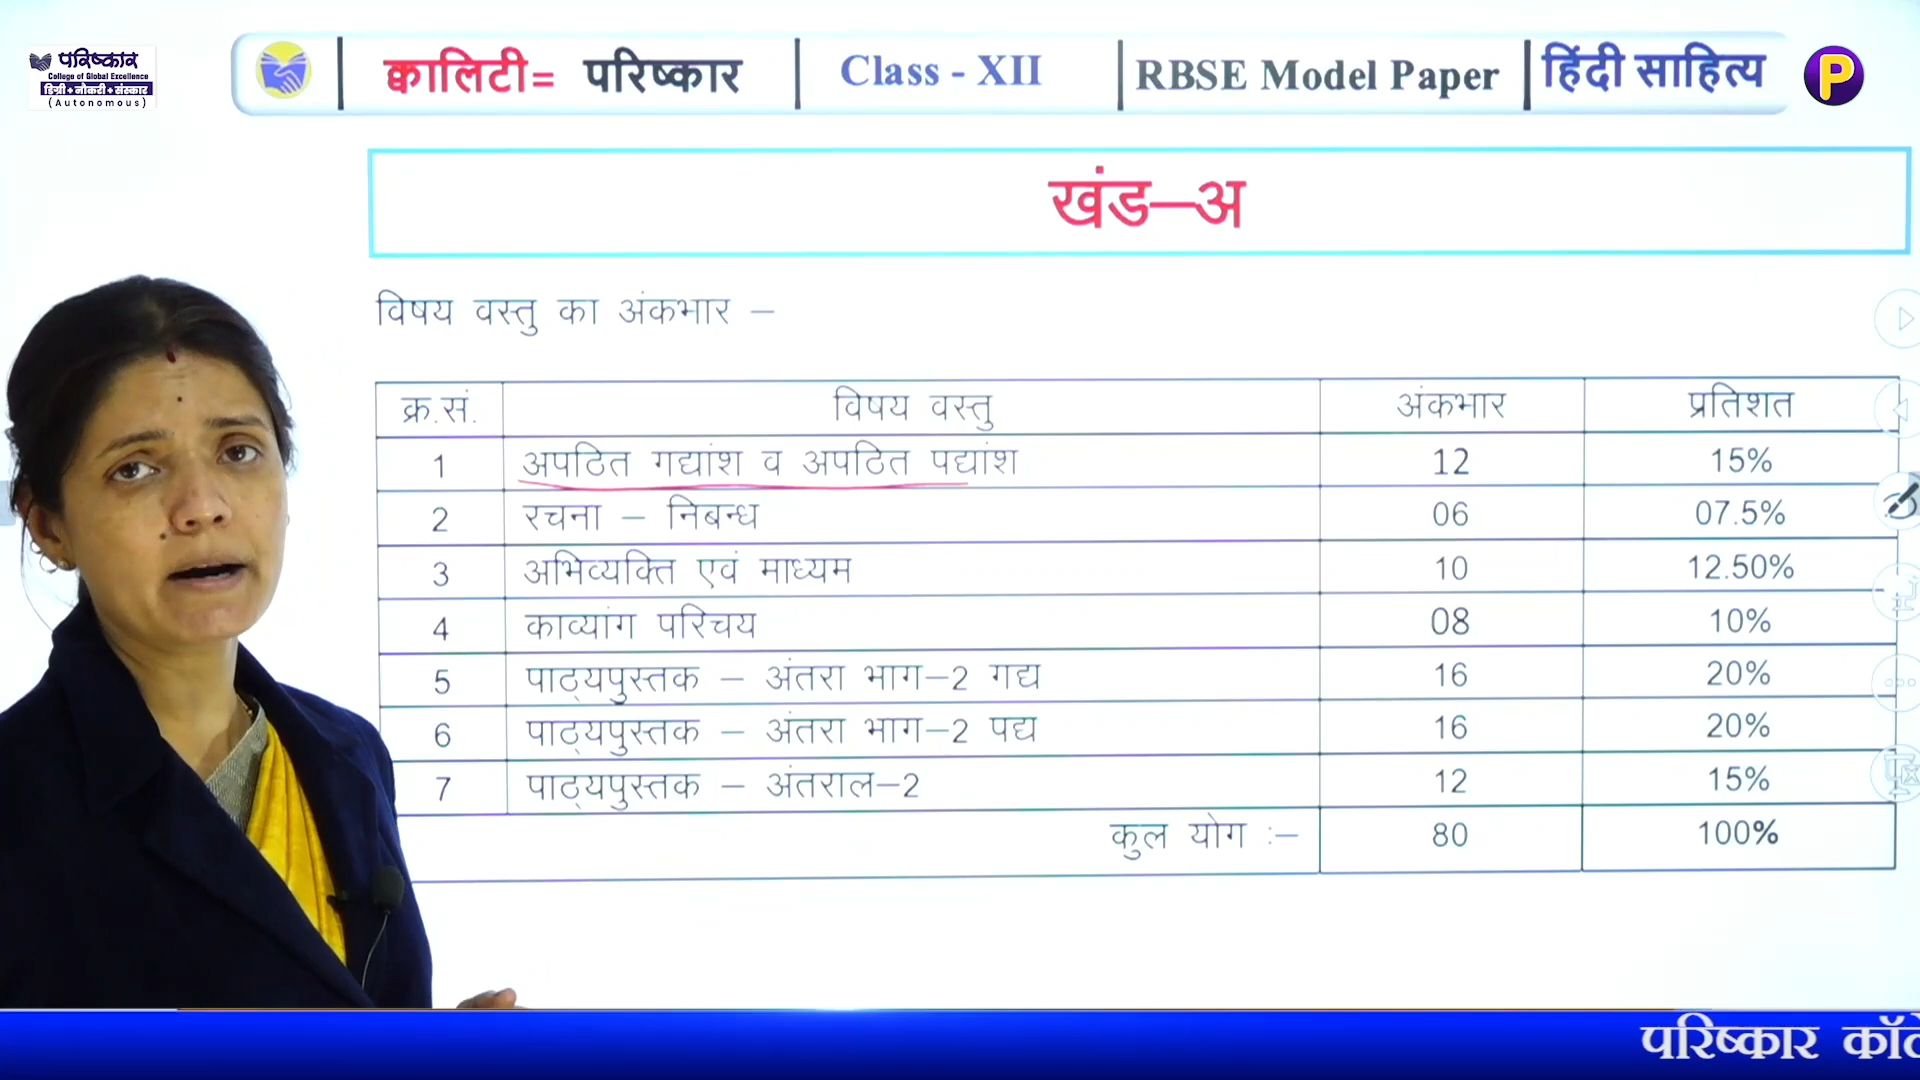 परिष्कार
College of Global Excellence
डिग्री + नौकरी + संस्कार
(Autonomous)
क्वालिटी= परिष्कार
Class - XII
RBSE Model Paper
हिंदी साहित्य
P
खंड–अ
विषय वस्तु का अंकभार –
क्र.सं. विषय वस्तु अंकभार प्रतिशत
1 अपठित गद्यांश व अपठित पद्यांश 12 15%
2 रचना – निबन्ध 06 07.5%
3 अभिव्यक्ति एवं माध्यम 10 12.50%
4 काव्यांग परिचय 08 10%
5 पाठ्यपुस्तक – अंतरा भाग–2 गद्य 16 20%
6 पाठ्यपुस्तक – अंतरा भाग–2 पद्य 16 20%
7 पाठ्यपुस्तक – अंतराल–2 12 15%
कुल योग :– 80 100%
परिष्कार